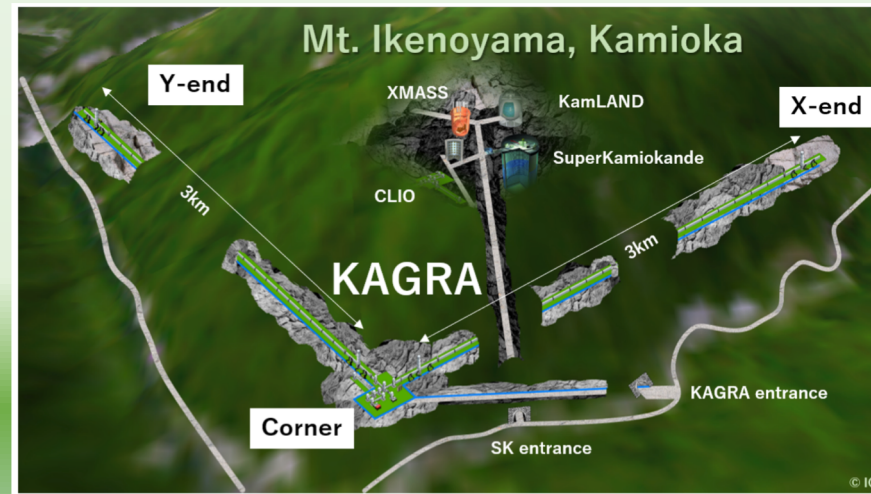 Mt. Ikenoyama, Kamioka
Y-end
XMASS
KamLAND
X-end
SuperKamiokande
CLIO
3km
3km
KAGRA
KAGRA entrance
Corner
SK entrance
©